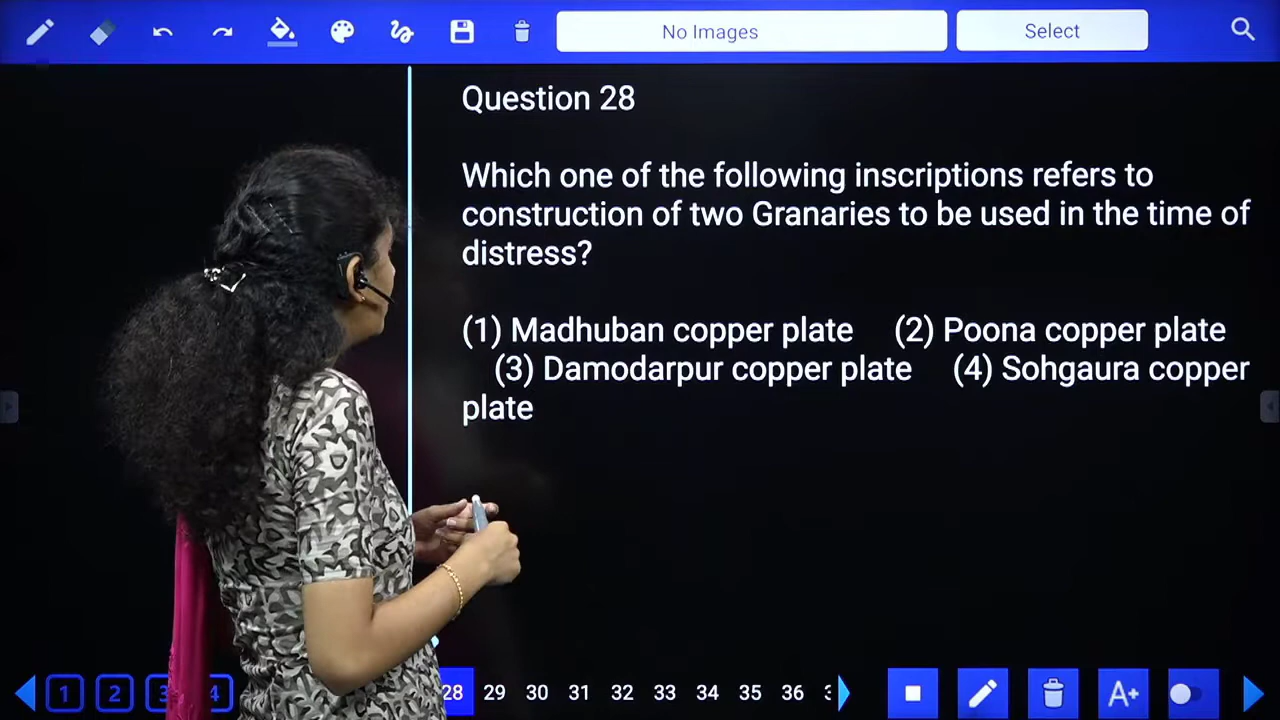 No Images
Select
Question 28
Which one of the following inscriptions refers to
construction of two Granaries to be used in the time of
distress?
(1) Madhuban copper plate (2) Poona copper plate
(3) Damodarpur copper plate (4) Sohgaura copper
plate
1 2 3 4 28 29 30 31 32 33 34 35 36
A+